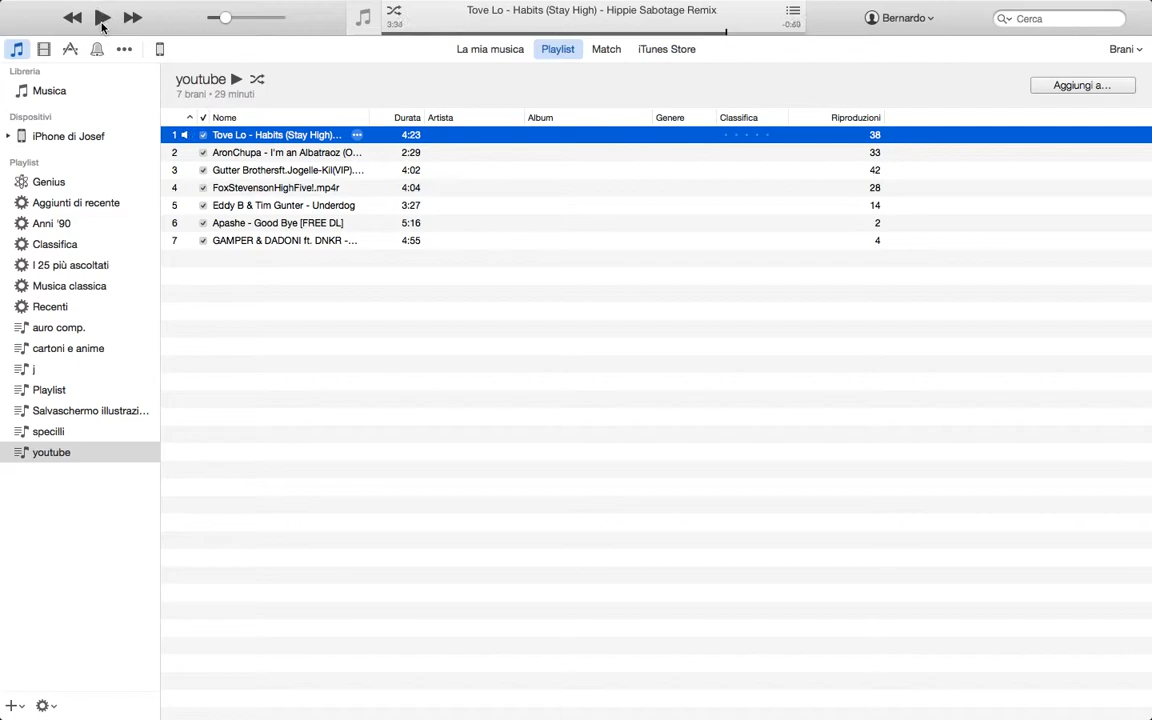 Tove Lo - Habits (Stay High) - Hippie Sabotage Remix
3:34
-0:49
Bernardo
Cerca
La mia musica
Playlist
Match
iTunes Store
Brani
Libreria
Musica
Dispositivi
iPhone di Josef
Playlist
Genius
Aggiunti di recente
Anni '90
Classifica
I 25 più ascoltati
Musica classica
Recenti
auro comp.
cartoni e anime
j
Playlist
Salvaschermo illustrazi...
specilli
youtube
youtube
7 brani • 29 minuti
Aggiungi a...
Nome Durata Artista Album Genere Classifica Riproduzioni
1 Tove Lo - Habits (Stay High)... 4:23 38
2 AronChupa - I'm an Albatraoz (O... 2:29 33
3 Gutter Brothersft.Jogelle-Kil(VIP).... 4:02 42
4 FoxStevensonHighFive!.mp4r 4:04 28
5 Eddy B & Tim Gunter - Underdog 3:27 14
6 Apashe - Good Bye [FREE DL] 5:16 2
7 GAMPER & DADONI ft. DNKR -... 4:55 4